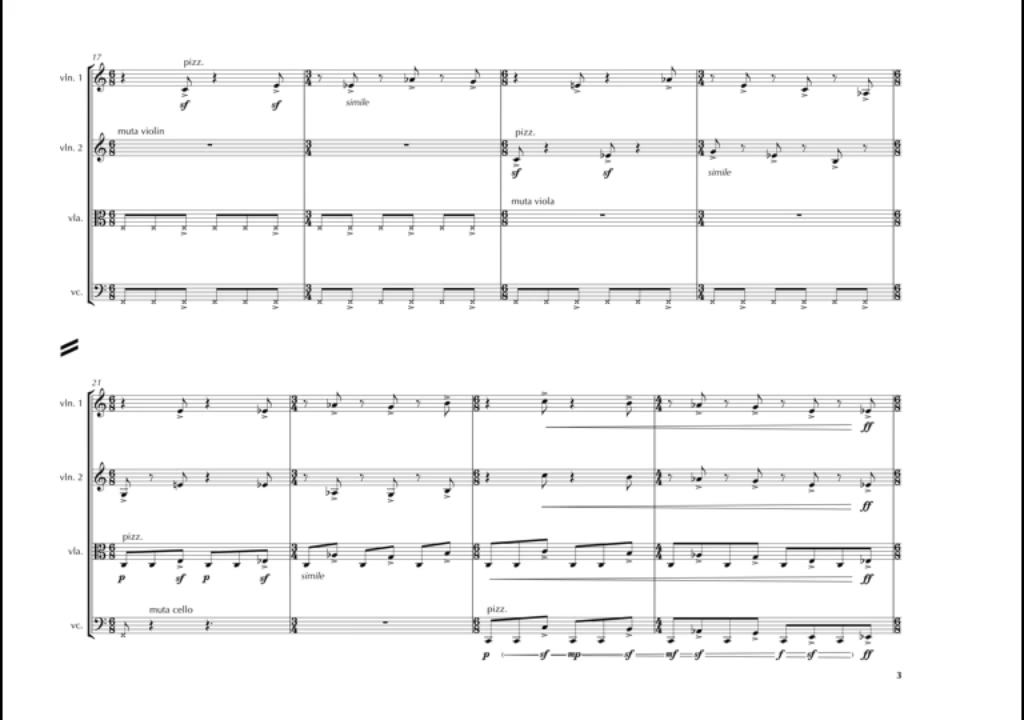 17
pizz.
vln. 1
sf sf simile
muta violin pizz.
vln. 2
sf sf simile
muta viola
vla.
vc.
21
vln. 1
ff
vln. 2
ff
pizz.
vla.
p sf p sf simile ff
muta cello pizz.
vc.
p sf mp sf mf sf f sf ff
3